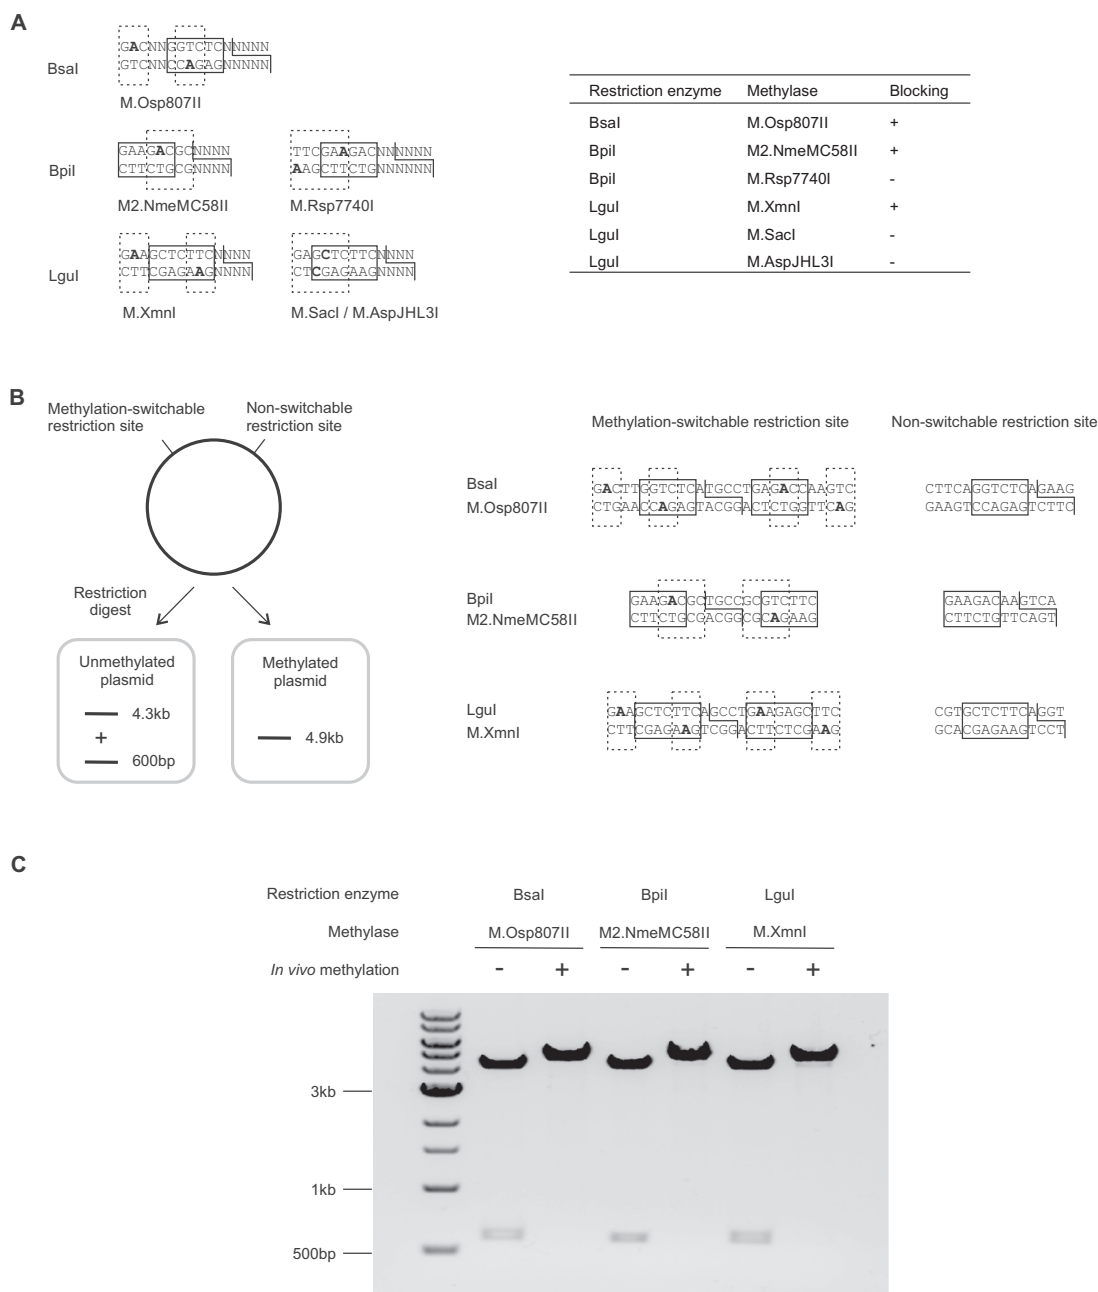 A
GACNNGGTCTCNNNNN
GTCNNCCAGAGNNNNN
BsaI
M.Osp807II
GAAGACGCNNNN
CTTCTGCGNNNN
BpiI
M2.NmeMC58II
TTCGAAGACNNNNNN
AAGCTTCTGNNNNNN
M.Rsp7740I
GAAGCTCTTCNNNN
CTTCGAGAAGNNNN
LguI
M.XmnI
GAGCTCTTCNNNN
CTCGAGAAGNNNN
M.SacI / M.AspJHL3I
Restriction enzyme Methylase Blocking
BsaI M.Osp807II +
BpiI M2.NmeMC58II +
BpiI M.Rsp7740I -
LguI M.XmnI +
LguI M.SacI -
LguI M.AspJHL3I -
B
Methylation-switchable
restriction site
Non-switchable
restriction site
Restriction
digest
Unmethylated
plasmid
4.3kb
+
600bp
Methylated
plasmid
4.9kb
Methylation-switchable restriction site Non-switchable restriction site
BsaI
M.Osp807II
GACTTGGTCTCATGCCTGAGACCAAGTC
CTGAACCAGAGTACGGACTCTGGTTCAG
CTTCAGGTCTCAGAAG
GAAGTCCAGAGTCTTC
BpiI
M2.NmeMC58II
GAAGACGCTGCCGCGTCTTC
CTTCTGCGACGGCGCAGAAG
GAAGACAAGTCA
CTTCTGTTCAGT
LguI
M.XmnI
GAAGCTCTTCAGCCTGAAGAGCTTC
CTTCGAGAAGTCGGACTTCTCGAAG
CGTGCTCTTCAGGT
GCACGAGAAGTCCT
C
Restriction enzyme BsaI BpiI LguI
Methylase M.Osp807II M2.NmeMC58II M.XmnI
In vivo methylation - + - + - +
3kb
1kb
500bp